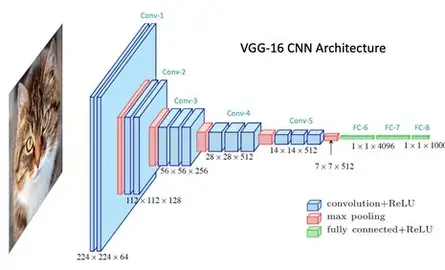 VGG-16 CNN Architecture
Conv-1
Conv-2
Conv-3
Conv-4
Conv-5
FC-6
FC-7
FC-8
1 × 1 × 4096
1 × 1 × 1000
14 × 14 × 512
28 × 28 × 512
7 × 7 × 512
56 × 56 × 256
112 × 112 × 128
224 × 224 × 64
convolution+ReLU
max pooling
fully connected+ReLU